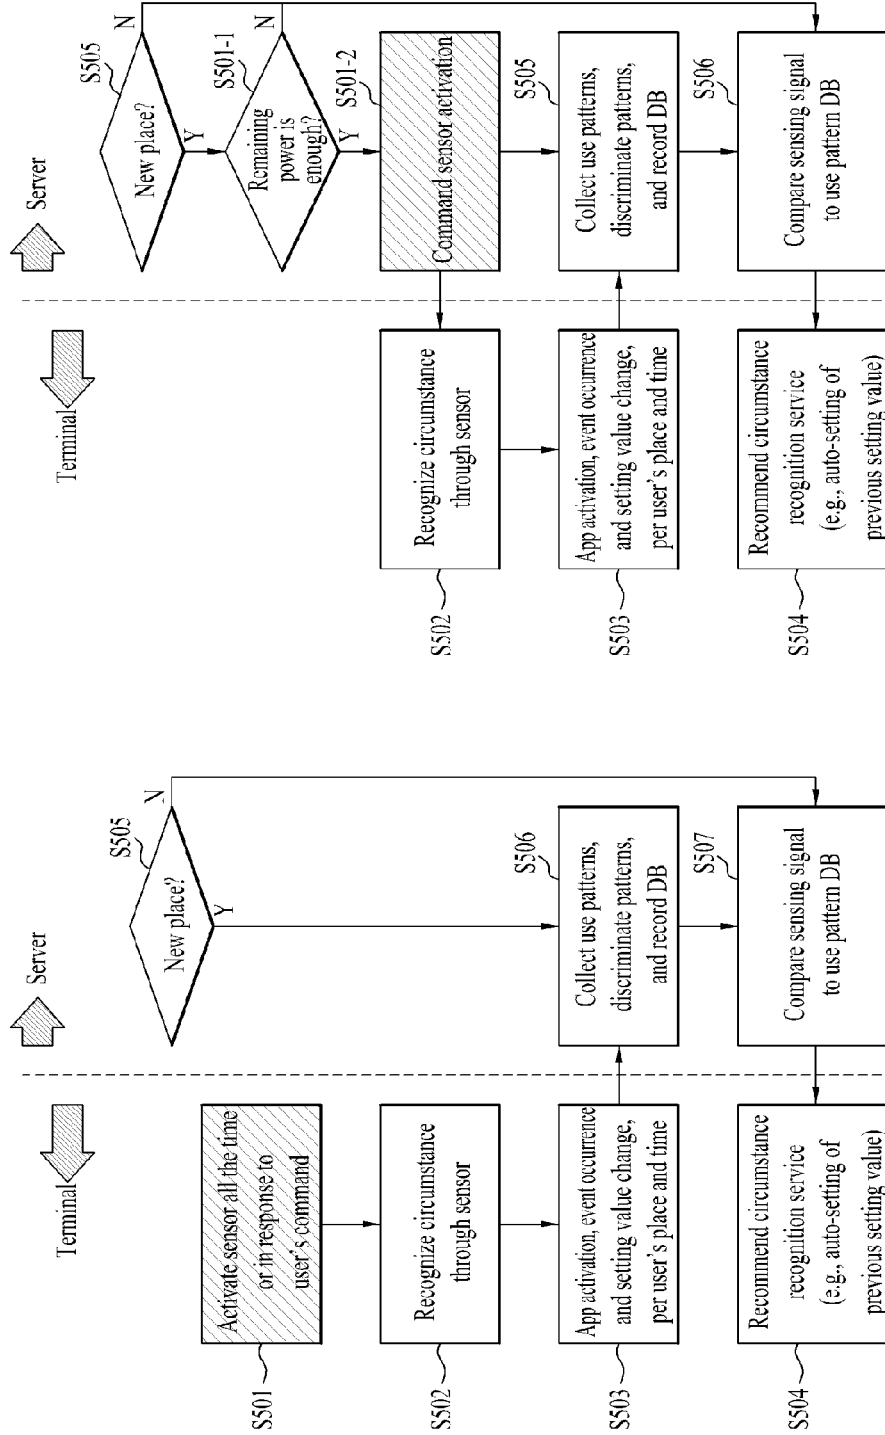 Terminal
Server
Activate sensor all the time
or in response to
user's command
S501
New place?
S505
N
Y
Recognize circumstance
through sensor
S502
App activation, event occurrence
and setting value change,
per user's place and time
S503
Collect use patterns,
discriminate patterns,
and record DB
S506
Recommend circumstance
recognition service
(e.g., auto-setting of
previous setting value)
S504
Compare sensing signal
to use pattern DB
S507
Terminal
Server
New place?
S505
N
Y
Remaining
power is
enough?
S501-1
N
Y
Recognize circumstance
through sensor
S502
Command sensor activation
S501-2
App activation, event occurrence
and setting value change,
per user's place and time
S503
Collect use patterns,
discriminate patterns,
and record DB
S505
Recommend circumstance
recognition service
(e.g., auto-setting of
previous setting value)
S504
Compare sensing signal
to use pattern DB
S506